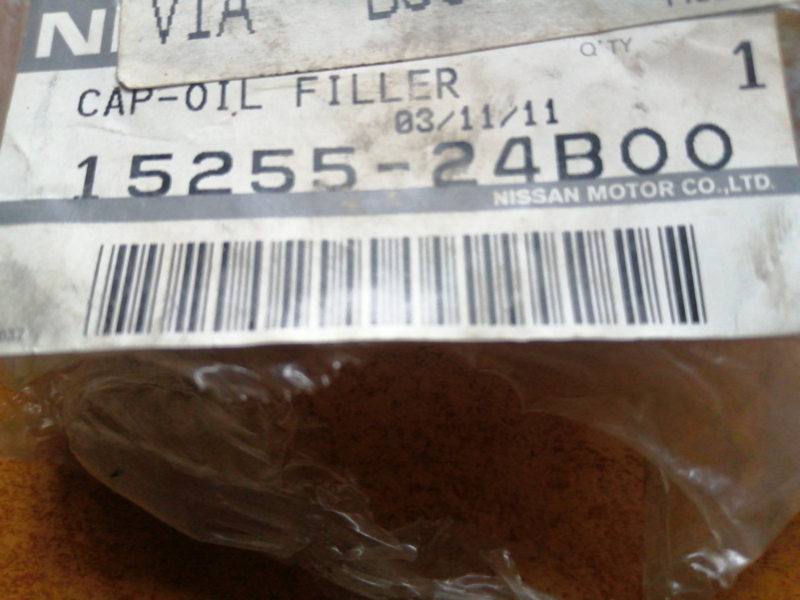 VIA
Q'TY
CAP-OIL FILLER
1
03/11/11
15255-24B00
NISSAN MOTOR CO.,LTD.